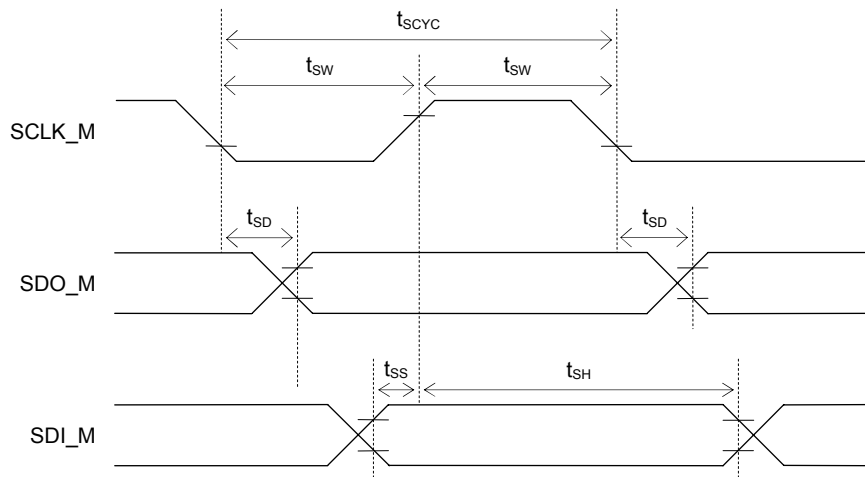 tSCYC
tSW tSW
SCLK_M
tSD tSD
SDO_M
tSS tSH
SDI_M